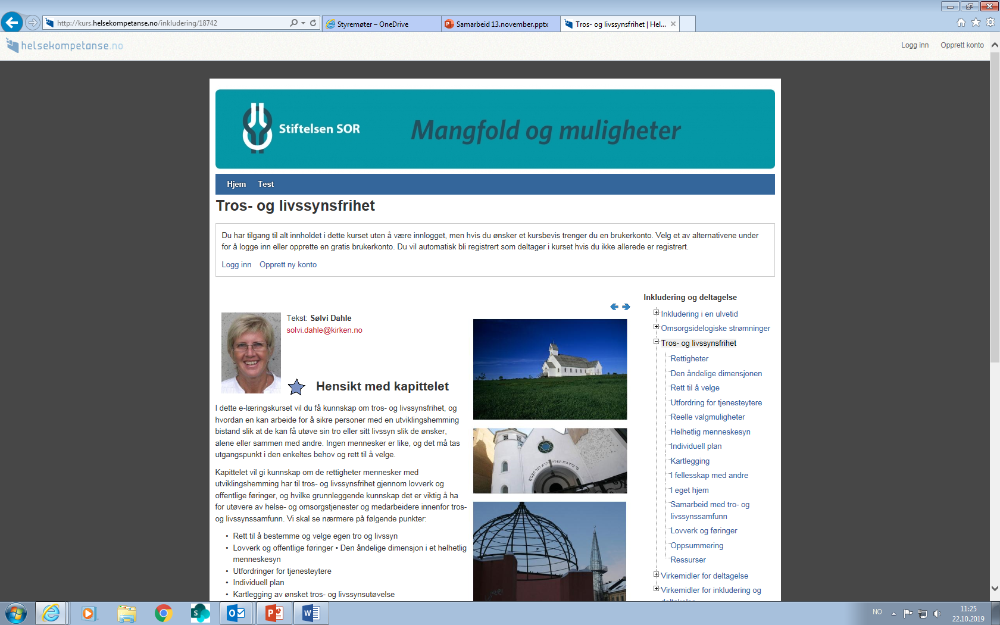 http://kurs.helsekompetanse.no/inkludering/18742
Styremøter – OneDrive
Samarbeid 13.november.pptx
Tros- og livssynsfrihet | Hel...
helsekompetanse.no
Logg inn
Opprett konto
Stiftelsen SOR
Mangfold og muligheter
Hjem
Test
Tros- og livssynsfrihet
Du har tilgang til alt innholdet i dette kurset uten å være innlogget, men hvis du ønsker et kursbevis trenger du en brukerkonto. Velg et av alternativene under
for å logge inn eller opprette en gratis brukerkonto. Du vil automatisk bli registrert som deltager i kurset hvis du ikke allerede er registrert.
Logg inn
Opprett ny konto
Tekst: Sølvi Dahle
solvi.dahle@kirken.no
Hensikt med kapittelet
I dette e-læringskurset vil du få kunnskap om tros- og livssynsfrihet, og
hvordan en kan arbeide for å sikre personer med en utviklingshemming
bistand slik at de kan få utøve sin tro eller sitt livssyn slik de ønsker,
alene eller sammen med andre. Ingen mennesker er like, og det må tas
utgangspunkt i den enkeltes behov og rett til å velge.
Kapittelet vil gi kunnskap om de rettigheter mennesker med
utviklingshemming har til tros- og livssynsfrihet gjennom lovverk og
offentlige føringer, og hvilke grunnleggende kunnskap det er viktig å ha
for utøvere av helse- og omsorgstjenester og medarbeidere innenfor tros-
og livssynssamfunn. Vi skal se nærmere på følgende punkter:
• Rett til å bestemme og velge egen tro og livssyn
• Lovverk og offentlige føringer • Den åndelige dimensjon i et helhetlig
menneskesyn
• Utfordringer for tjenesteytere
• Individuell plan
• Kartlegging av ønsket tros- og livssynsutøvelse
Inkludering og deltagelse
Inkludering i en ulvetid
Omsorgsidelogiske strømninger
Tros- og livssynsfrihet
Rettigheter
Den åndelige dimensjonen
Rett til å velge
Utfordring for tjenesteytere
Reelle valgmuligheter
Helhetlig menneskesyn
Individuell plan
Kartlegging
I fellesskap med andre
I eget hjem
Samarbeid med tro- og
livssynssamfunn
Lovverk og føringer
Oppsummering
Ressurser
Virkemidler for deltagelse
Virkemidler for inkludering og
deltakelse
NO
11:25
22.10.2019